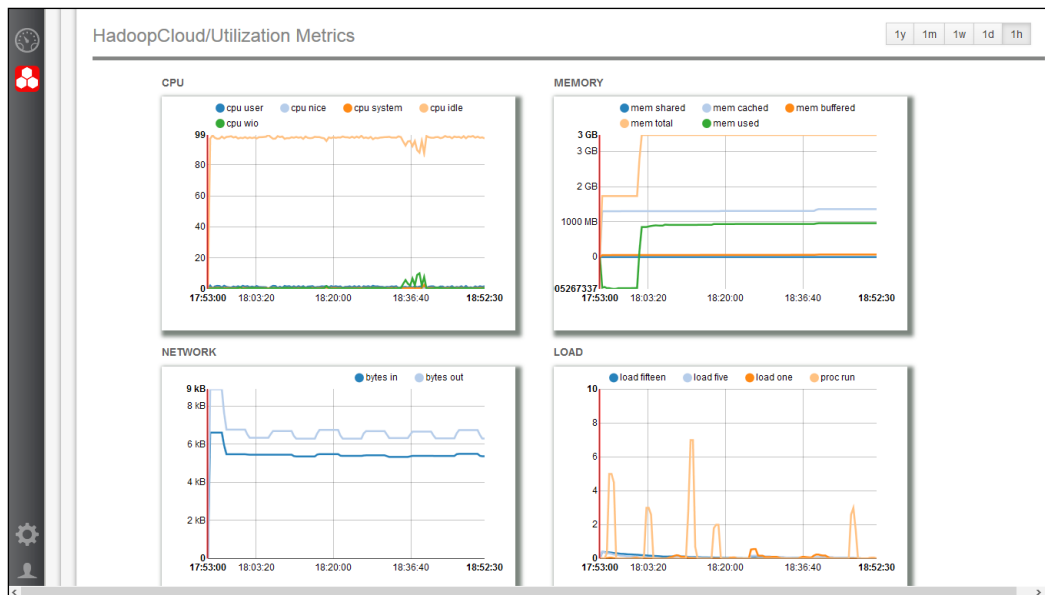 HadoopCloud/Utilization Metrics
1y 1m 1w 1d 1h
CPU
cpu user cpu nice cpu system cpu idle
cpu wio
99
80
60
40
20
0
17:53:00 18:03:20 18:20:00 18:36:40 18:52:30
MEMORY
mem shared mem cached mem buffered
mem total mem used
3 GB
3 GB
2 GB
1000 MB
0
05267337
17:53:00 18:03:20 18:20:00 18:36:40 18:52:30
NETWORK
bytes in bytes out
9 kB
8 kB
6 kB
4 kB
2 kB
0
17:53:00 18:03:20 18:20:00 18:36:40 18:52:30
LOAD
load fifteen load five load one proc run
10
8
6
4
2
0
17:53:00 18:03:20 18:20:00 18:36:40 18:52:30